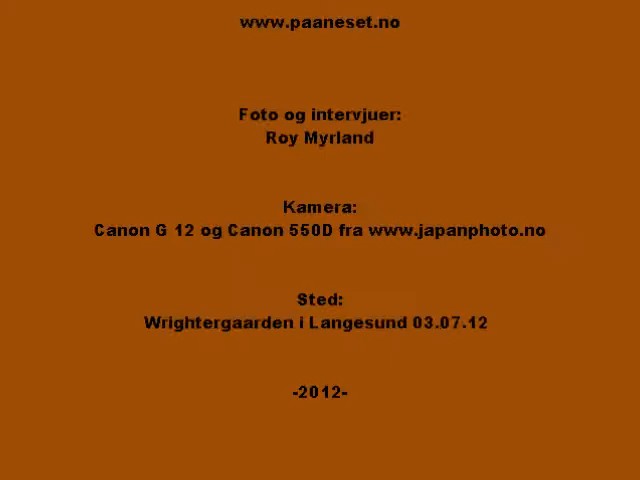 www.paaneset.no
Foto og intervjuer:
Roy Myrland
Kamera:
Canon G 12 og Canon 550D fra www.japanphoto.no
Sted:
Wrightergaarden i Langesund 03.07.12
-2012-